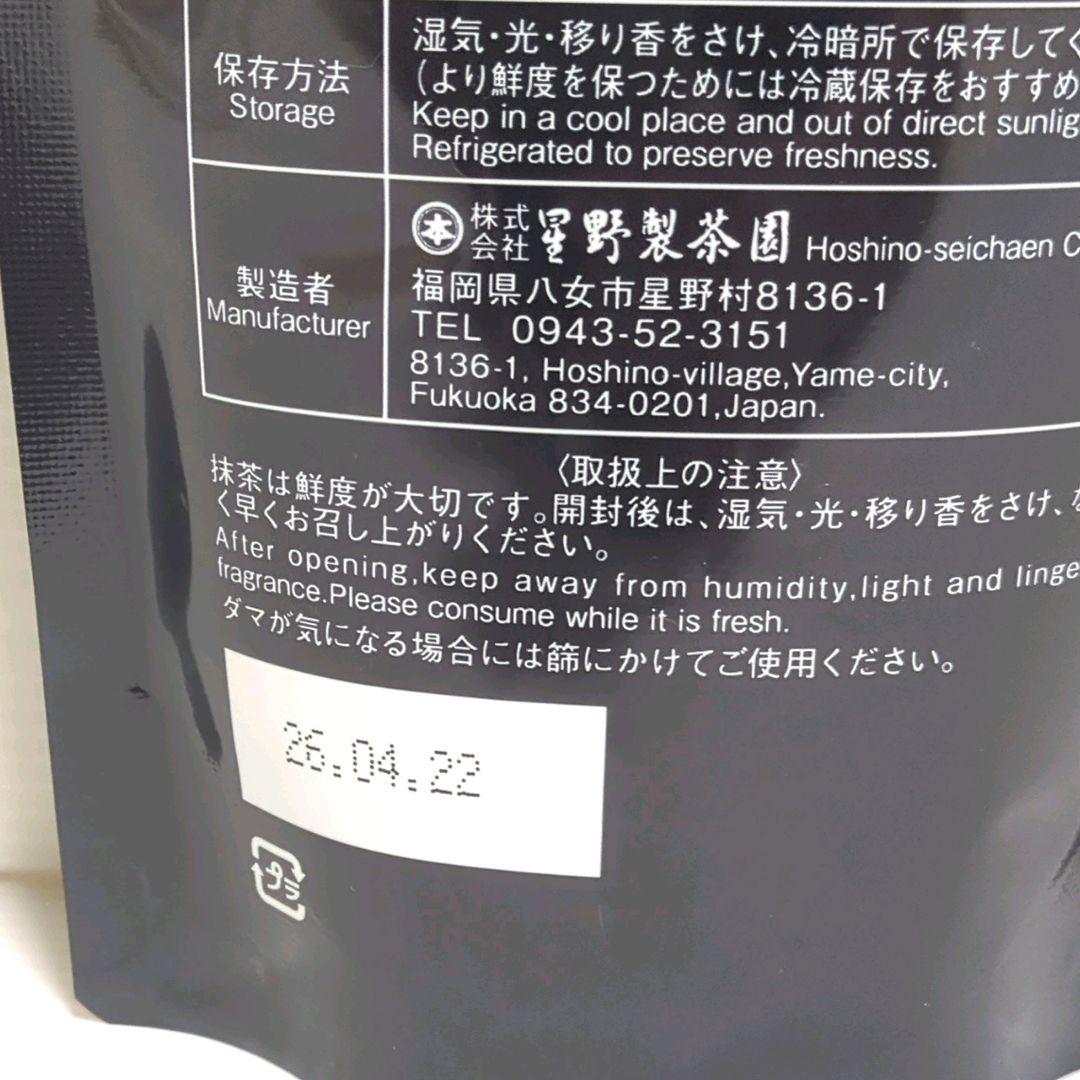 保存方法
Storage
湿気・光・移り香をさけ、冷暗所で保存して
(より鮮度を保つためには冷蔵保存をおすすめ
Keep in a cool place and out of direct
Refrigerated to preserve freshness.
製造者
Manufacturer
本 株式会社 星野製茶園 Hoshino-seichaen
福岡県八女市星野村8136-1
TEL 0943-52-3151
8136-1, Hoshino-village,Yame-city,
Fukuoka 834-0201,Japan.
〈取扱上の注意〉
抹茶は鮮度が大切です。開封後は、湿気・光・移り香をさけ、
く早くお召し上がりください。
After opening,keep away from humidity,light and
fragrance.Please consume while it is fresh.
ダマが気になる場合には篩にかけてご使用ください。
26.04.22
プラ